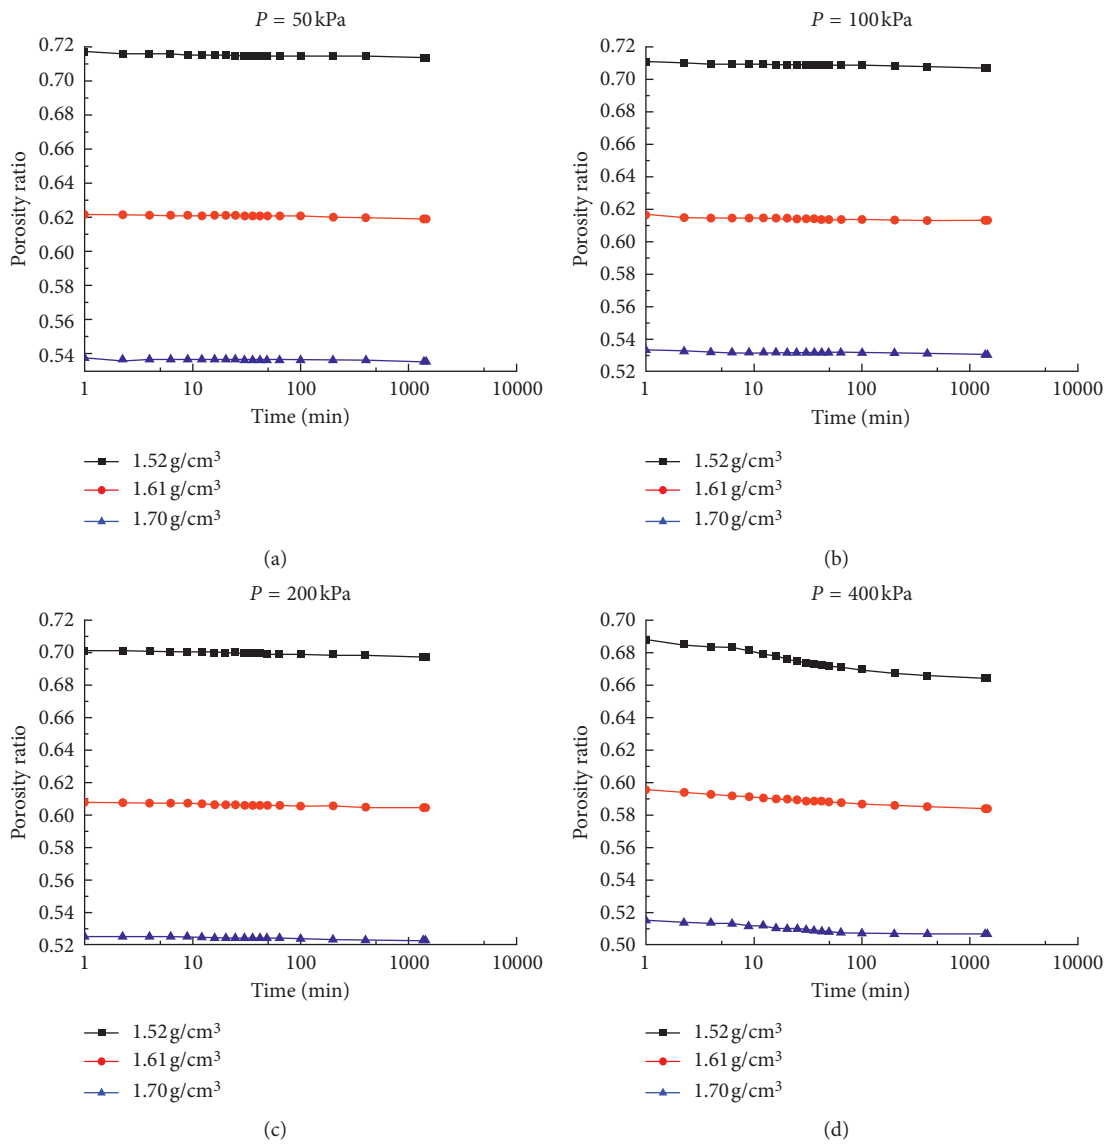 P = 50 kPa
0.72
0.70
0.68
0.66
0.64
0.62
0.60
0.58
0.56
0.54
Porosity ratio
1 10 100 1000 10000
Time (min)
1.52 g/cm³
1.61 g/cm³
1.70 g/cm³
(a)
P = 100 kPa
0.72
0.70
0.68
0.66
0.64
0.62
0.60
0.58
0.56
0.54
0.52
Porosity ratio
1 10 100 1000 10000
Time (min)
1.52 g/cm³
1.61 g/cm³
1.70 g/cm³
(b)
P = 200 kPa
0.72
0.70
0.68
0.66
0.64
0.62
0.60
0.58
0.56
0.54
0.52
Porosity ratio
1 10 100 1000 10000
Time (min)
1.52 g/cm³
1.61 g/cm³
1.70 g/cm³
(c)
P = 400 kPa
0.70
0.68
0.66
0.64
0.62
0.60
0.58
0.56
0.54
0.52
0.50
Porosity ratio
1 10 100 1000 10000
Time (min)
1.52 g/cm³
1.61 g/cm³
1.70 g/cm³
(d)